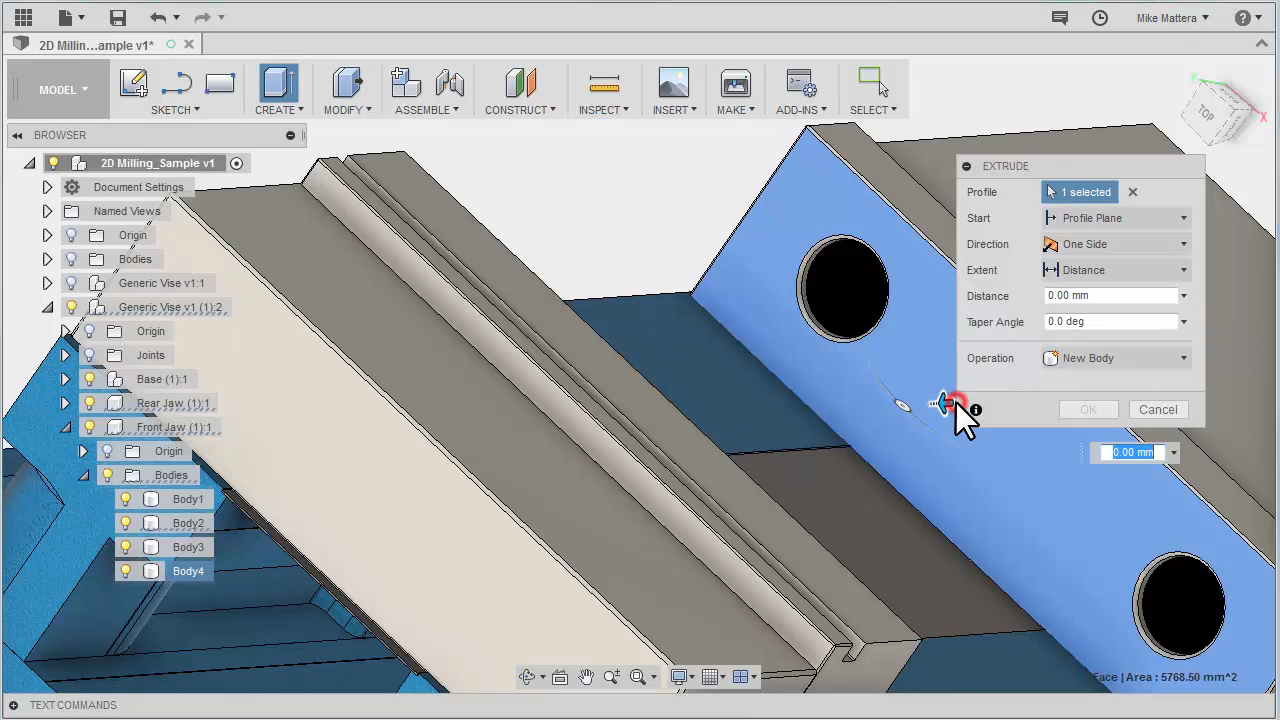 Mike Mattera
?
2D Millin...ample v1*
MODEL
SKETCH
CREATE
MODIFY
ASSEMBLE
CONSTRUCT
INSPECT
INSERT
MAKE
ADD-INS
SELECT
TOP
X
Y
BROWSER
2D Milling_Sample v1
Document Settings
Named Views
Origin
Bodies
Generic Vise v1:1
Generic Vise v1 (1):2
Origin
Joints
Base (1):1
Rear Jaw (1):1
Front Jaw (1):1
Origin
Bodies
Body1
Body2
Body3
Body4
EXTRUDE
Profile 1 selected
Start Profile Plane
Direction One Side
Extent Distance
Distance 0.00 mm
Taper Angle 0.0 deg
Operation New Body
OK Cancel
0.00 mm
Face | Area : 5768.50 mm^2
TEXT COMMANDS